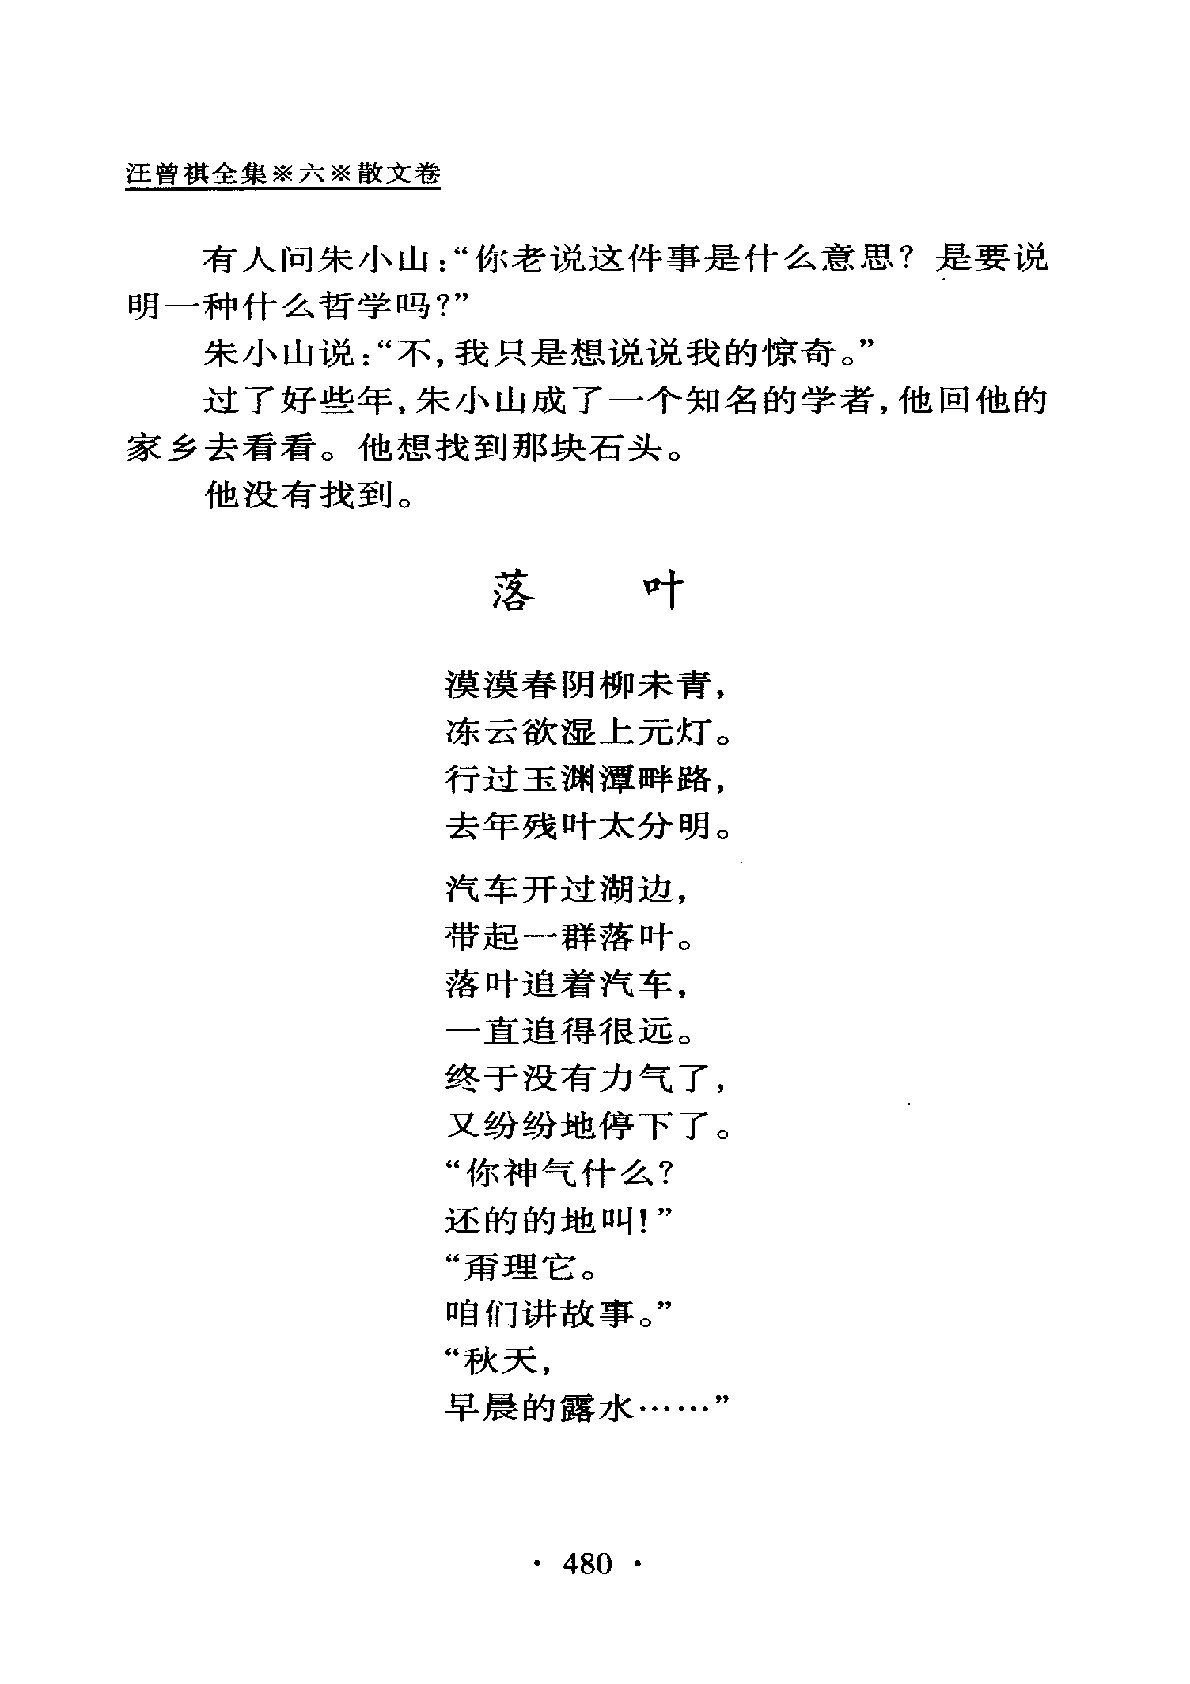 汪曾祺全集※六※散文卷
有人问朱小山：“你老说这件事是什么意思？是要说
明一种什么哲学吗？”
朱小山说：“不，我只是想说说我的惊奇。”
过了好些年，朱小山成了一个知名的学者，他回他的
家乡去看看。他想找到那块石头。
他没有找到。
落 叶
漠漠春阴柳未青，
冻云欲湿上元灯。
行过玉渊潭畔路，
去年残叶太分明。
汽车开过湖边，
带起一群落叶。
落叶追着汽车，
一直追得很远。
终于没有力气了，
又纷纷地停下了。
“你神气什么？
还的的地叫！”
“甭理它。
咱们讲故事。”
“秋天，
早晨的露水……”
· 480 ·